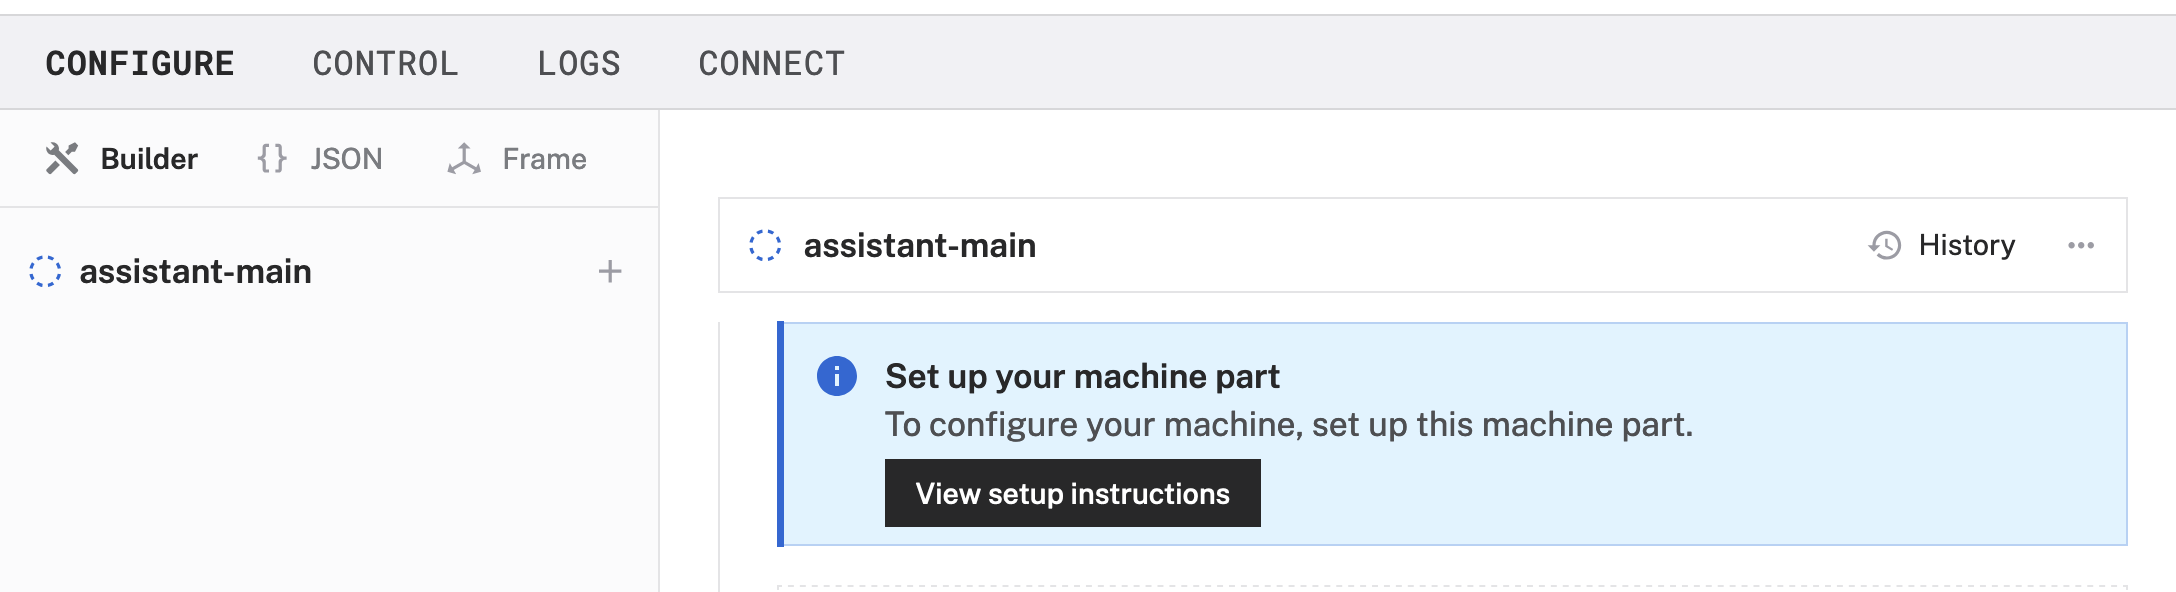 CONFIGURE CONTROL LOGS CONNECT
Builder {} JSON Frame
assistant-main +
assistant-main History ...
Set up your machine part
To configure your machine, set up this machine part.
View setup instructions